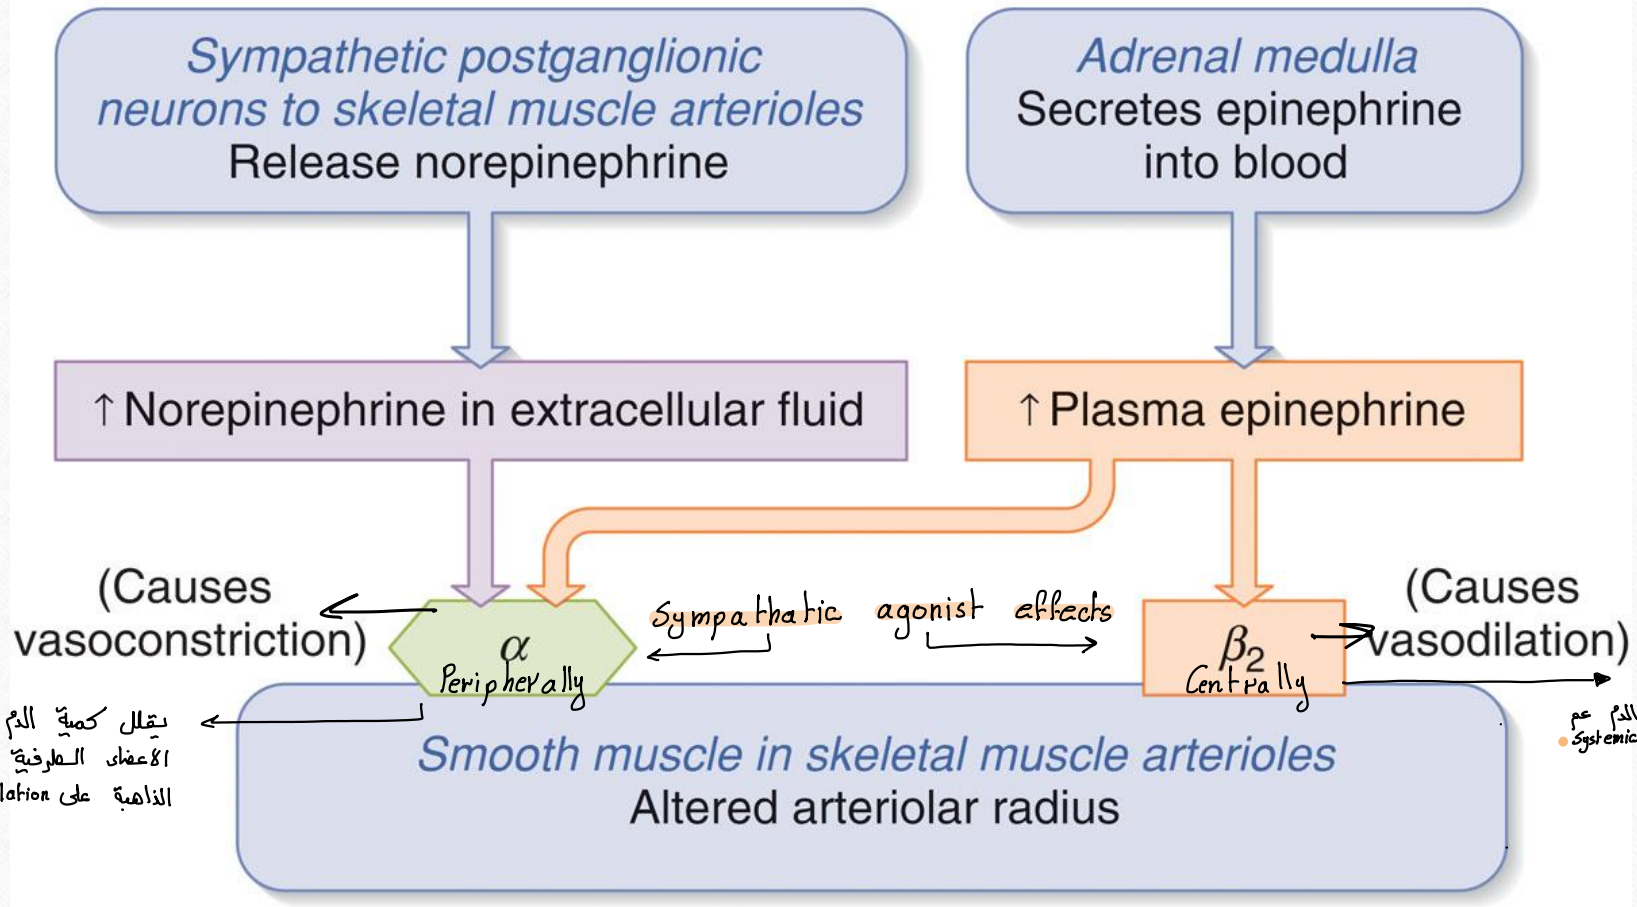 Sympathetic postganglionic
neurons to skeletal muscle arterioles
Release norepinephrine
Adrenal medulla
Secretes epinephrine
into blood
↑ Norepinephrine in extracellular fluid
↑ Plasma epinephrine
(Causes
vasoconstriction)
α
Peripherally
Sympathatic agonist effects
β2
Centrally
(Causes
vasodilation)
يقلل كمية الدم
الاعضاء الطرفية
الذاهبة على lation
الدم عم
Systemic
Smooth muscle in skeletal muscle arterioles
Altered arteriolar radius